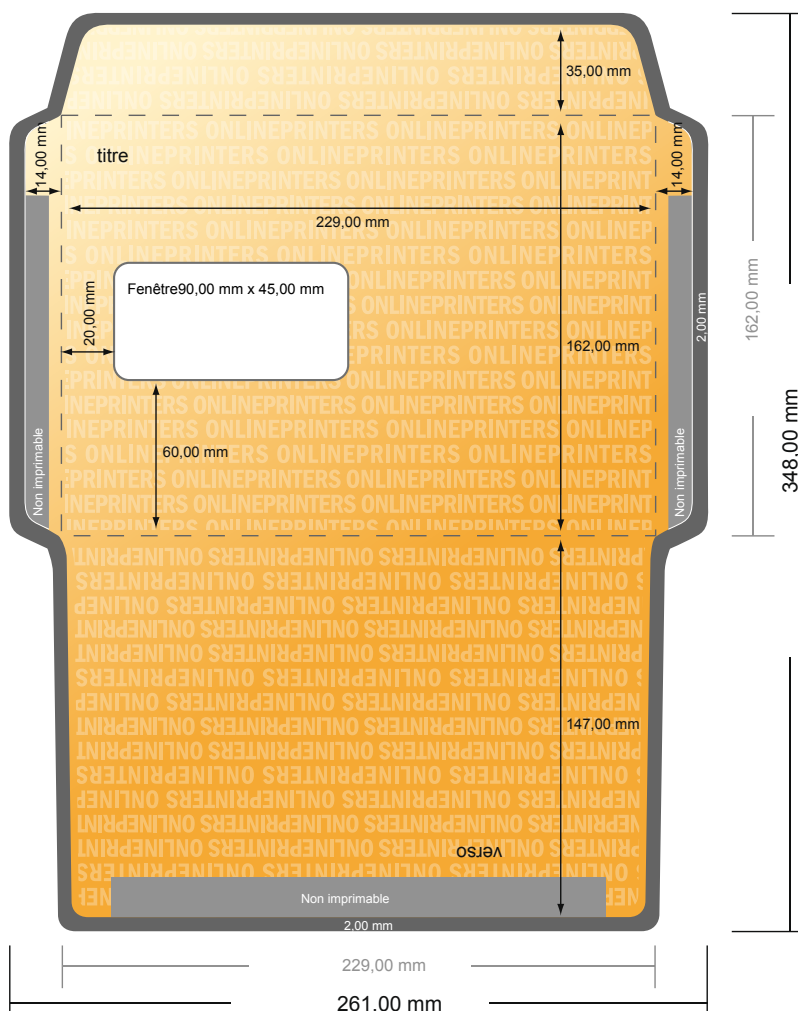 35,00 mm
14,00 mm
titre
14,00 mm
229,00 mm
ONLINEPRINTERS ONLINEPRINTERS
Fenêtre90,00 mm x 45,00 mm
20,00 mm
162,00 mm
2,00 mm
162,00 mm
348,00 mm
60,00 mm
Non imprimable
Non imprimable
147,00 mm
verso
Non imprimable
2,00 mm
229,00 mm
261,00 mm